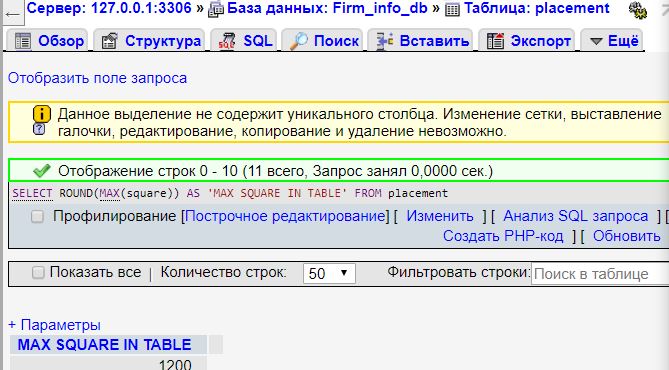 ← Сервер: 127.0.0.1:3306 » База данных: Firm_info_db » Таблица: placement
Обзор Структура SQL Поиск Вставить Экспорт Ещё
Отобразить поле запроса
Данное выделение не содержит уникального столбца. Изменение сетки, выставление
галочки, редактирование, копирование и удаление невозможно.
Отображение строк 0 - 10 (11 всего, Запрос занял 0,0000 сек.)
SELECT ROUND(MAX(square)) AS 'MAX SQUARE IN TABLE' FROM placement
Профилирование [Построчное редактирование] [ Изменить ] [ Анализ SQL запроса ] [
Создать PHP-код ] [ Обновить
Показать все | Количество строк: 50 Фильтровать строки: Поиск в таблице
+ Параметры
MAX SQUARE IN TABLE
1200